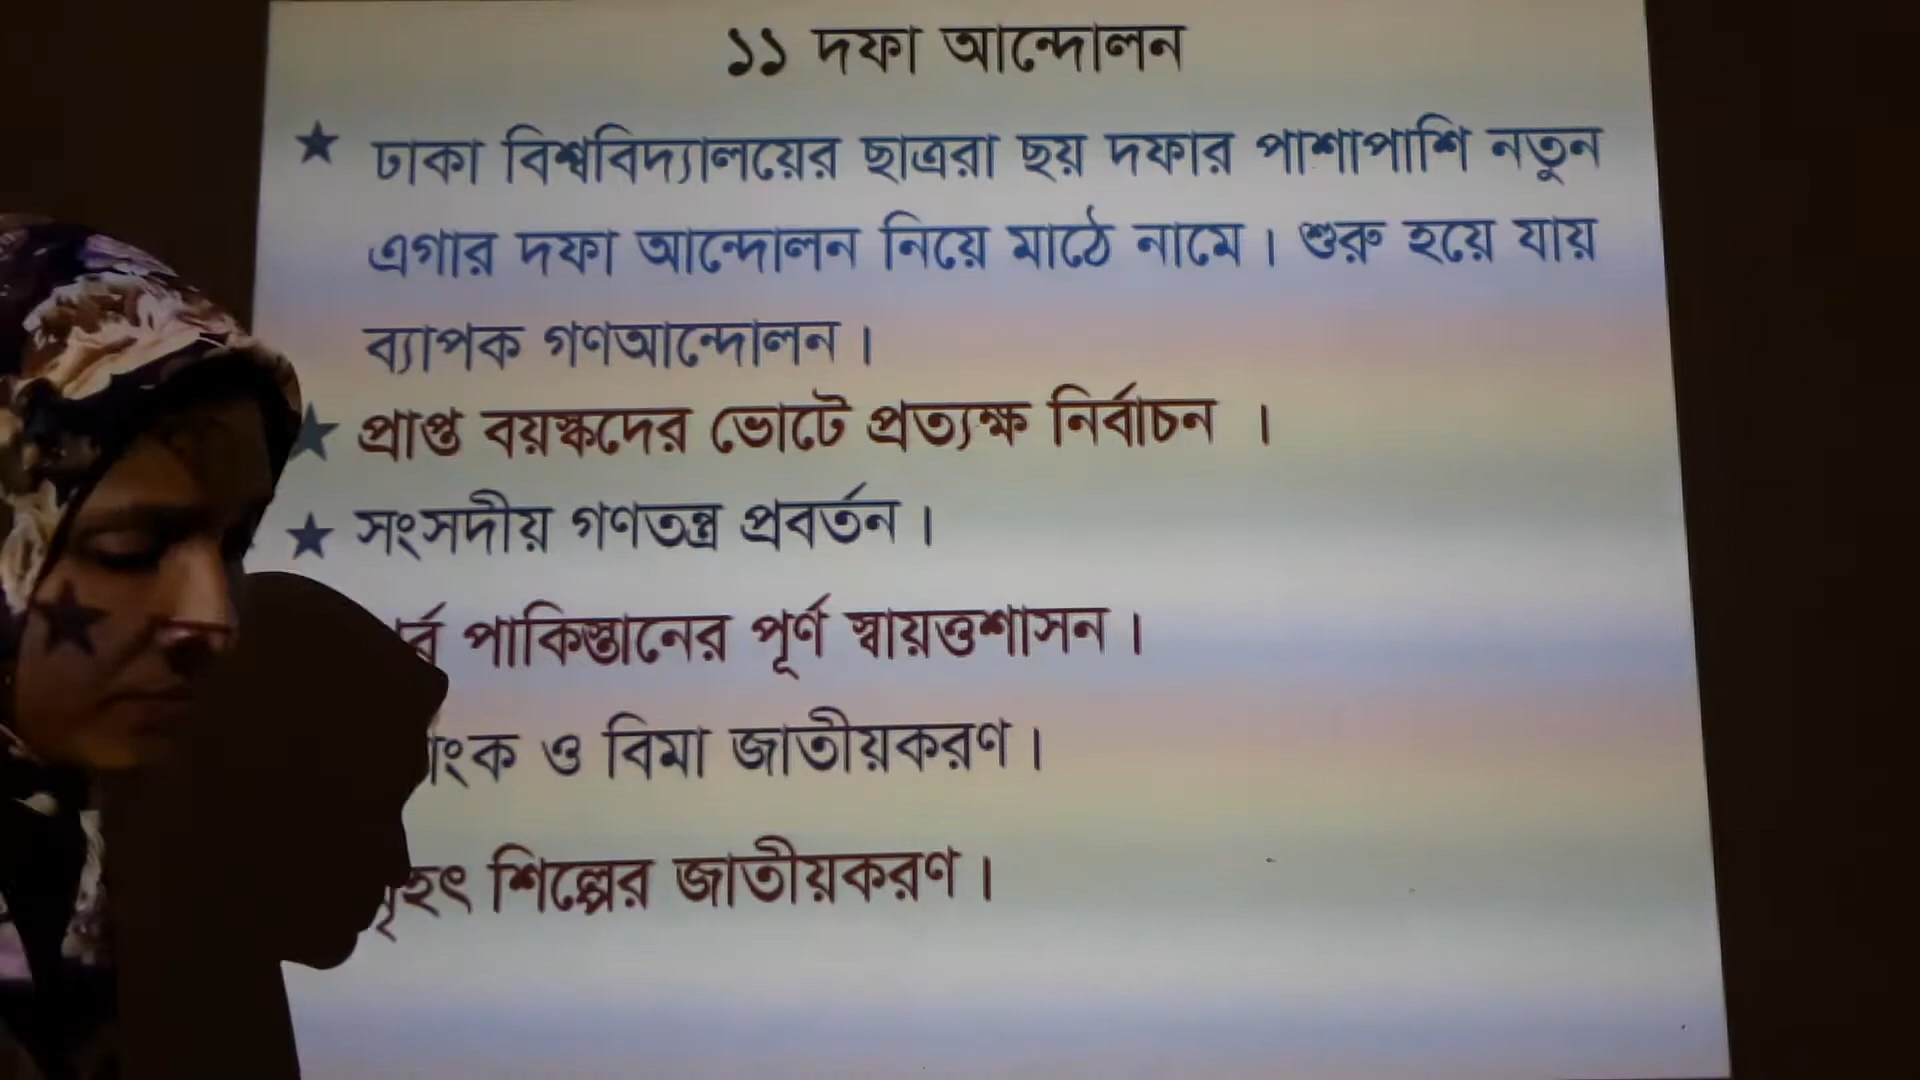 ১১ দফা আন্দোলন
ঢাকা বিশ্ববিদ্যালয়ের ছাত্ররা ছয় দফার পাশাপাশি নতুন
এগার দফা আন্দোলন নিয়ে মাঠে নামে। শুরু হয়ে যায়
ব্যাপক গণআন্দোলন।
প্রাপ্ত বয়স্কদের ভোটে প্রত্যক্ষ নির্বাচন ।
সংসদীয় গণতন্ত্র প্রবর্তন।
পাকিস্তানের পূর্ণ স্বায়ত্তশাসন।
ও বিমা জাতীয়করণ।
শিল্পের জাতীয়করণ।